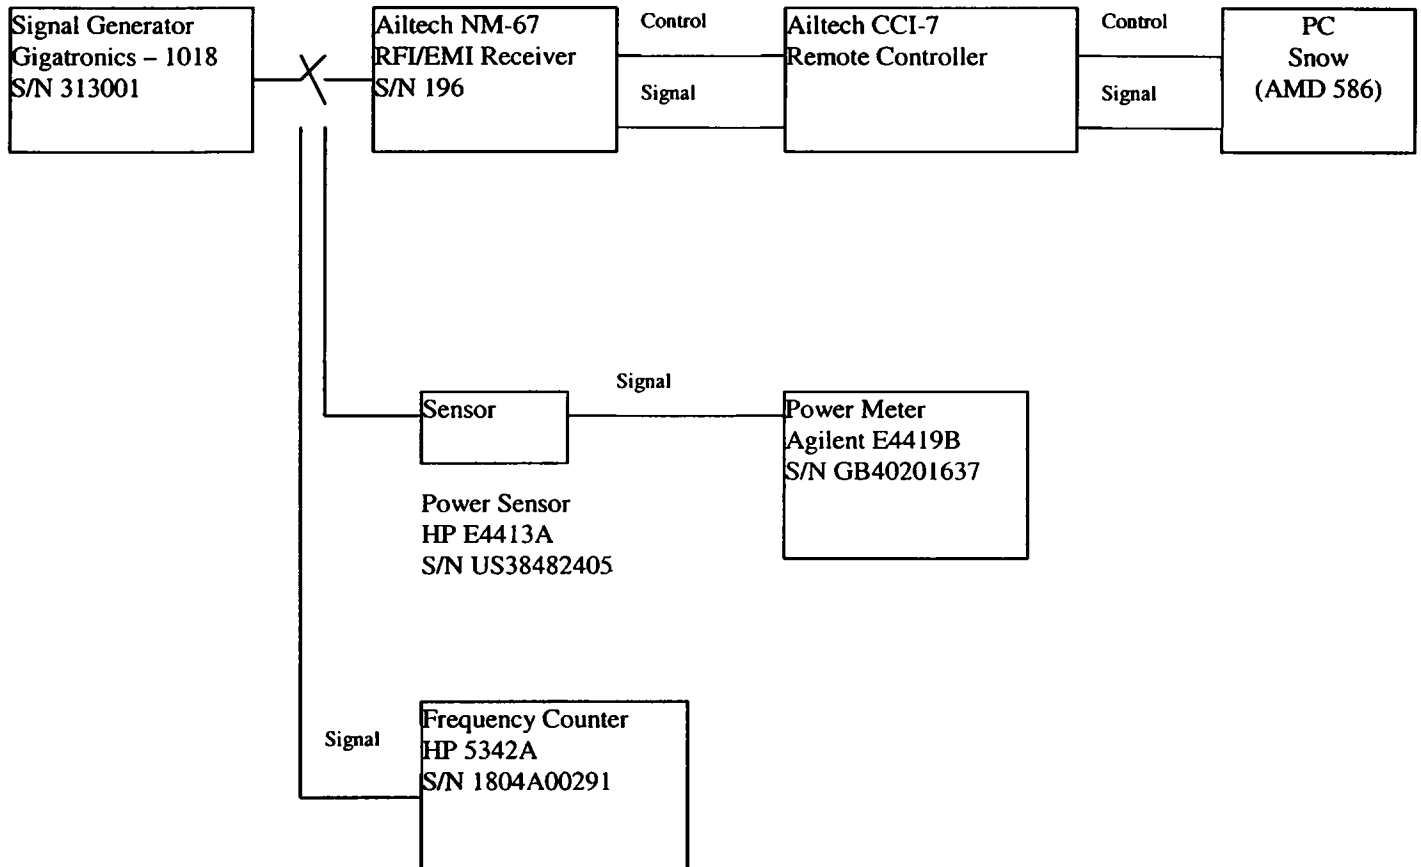 Signal Generator
Gigatronics – 1018
S/N 313001
Ailtech NM-67
RFI/EMI Receiver
S/N 196
Control
Signal
Ailtech CCI-7
Remote Controller
Control
Signal
PC
Snow
(AMD 586)
Sensor
Signal
Power Meter
Agilent E4419B
S/N GB40201637
Power Sensor
HP E4413A
S/N US38482405
Signal
Frequency Counter
HP 5342A
S/N 1804A00291